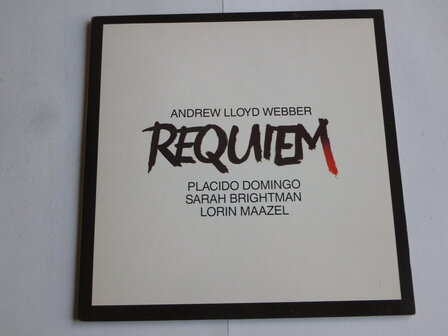 ANDREW LLOYD WEBBER
REQUIEM
PLACIDO DOMINGO
SARAH BRIGHTMAN
LORIN MAAZEL